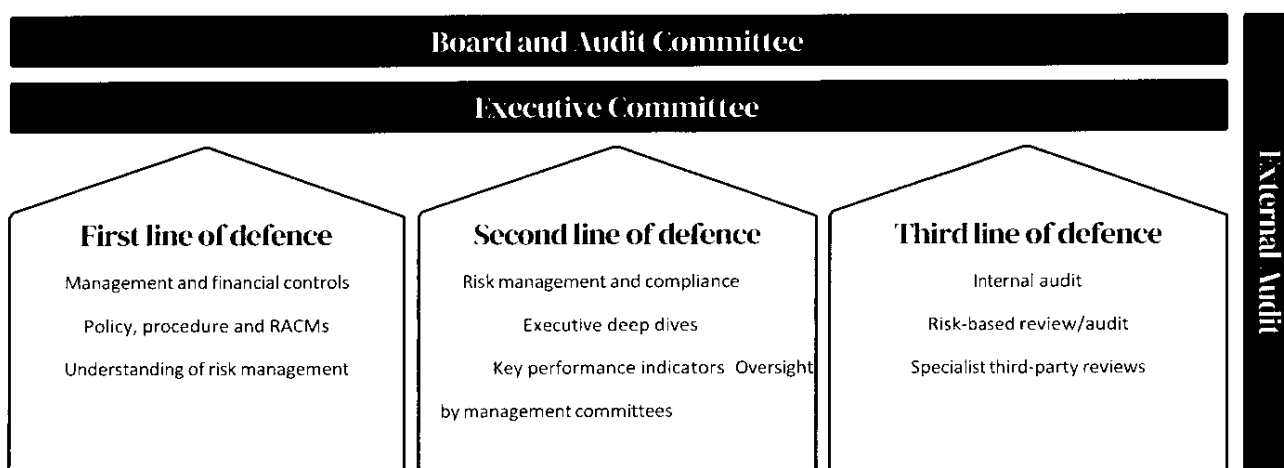 Board and Audit Committee
Executive Committee
External Audit
First line of defence
Management and financial controls
Policy, procedure and RACMs
Understanding of risk management
Second line of defence
Risk management and compliance
Executive deep dives
Key performance indicators Oversight
by management committees
Third line of defence
Internal audit
Risk-based review/audit
Specialist third-party reviews